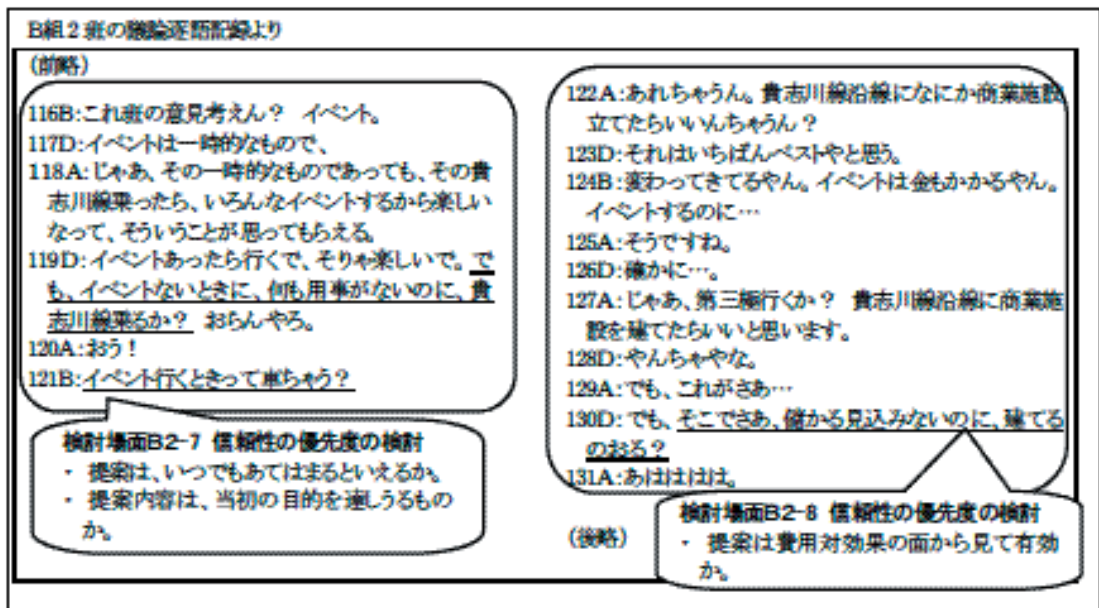 B組2班の議論逐語記録より
(前略)
116B:これ班の意見考えん? イベント。
117D:イベントは一時的なもので、
118A:じゃあ、その一時的なものであっても、その貴
志川線乗ったら、いろんなイベントするから楽しい
なって、そういうことが思ってもらえる。
119D:イベントあったら行くで、そりゃ楽しいで。で
も、イベントないときに、何も用事がないのに、貴
志川線乗るか? おらんやろ。
120A:おう!
121B:イベント行くときって車ちゃう?
検討場面B2-7 信頼性の優先度の検討
・ 提案は、いつでもあてはまるといえるか。
・ 提案内容は、当初の目的を達しうるもの
か。
122A:あれちゃうん。貴志川線沿線になにか商業施設
立てたらいいんちゃうん?
123D:それはいちばんベストやと思う。
124B:変わってきてるやん。イベントは金もかかるやん。
イベントするのに…
125A:そうですね。
126D:確かに…。
127A:じゃあ、第三極行くか? 貴志川線沿線に商業施
設を建てたらいいと思います。
128D:やんちゃやな。
129A:でも、これがさあ…
130D:でも、そこでさあ、儲かる見込みないのに、建てる
のおろ?
131A:あはははは。
検討場面B2-8 信頼性の優先度の検討
・ 提案は費用対効果の面から見て有効
か。
(後略)